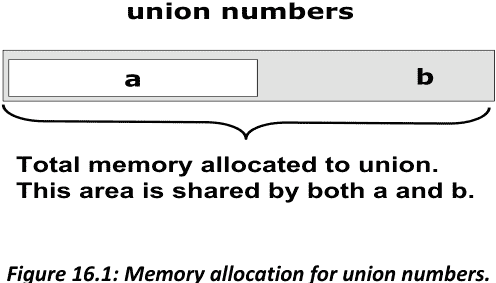 union numbers
a b
Total memory allocated to union.
This area is shared by both a and b.
Figure 16.1: Memory allocation for union numbers.